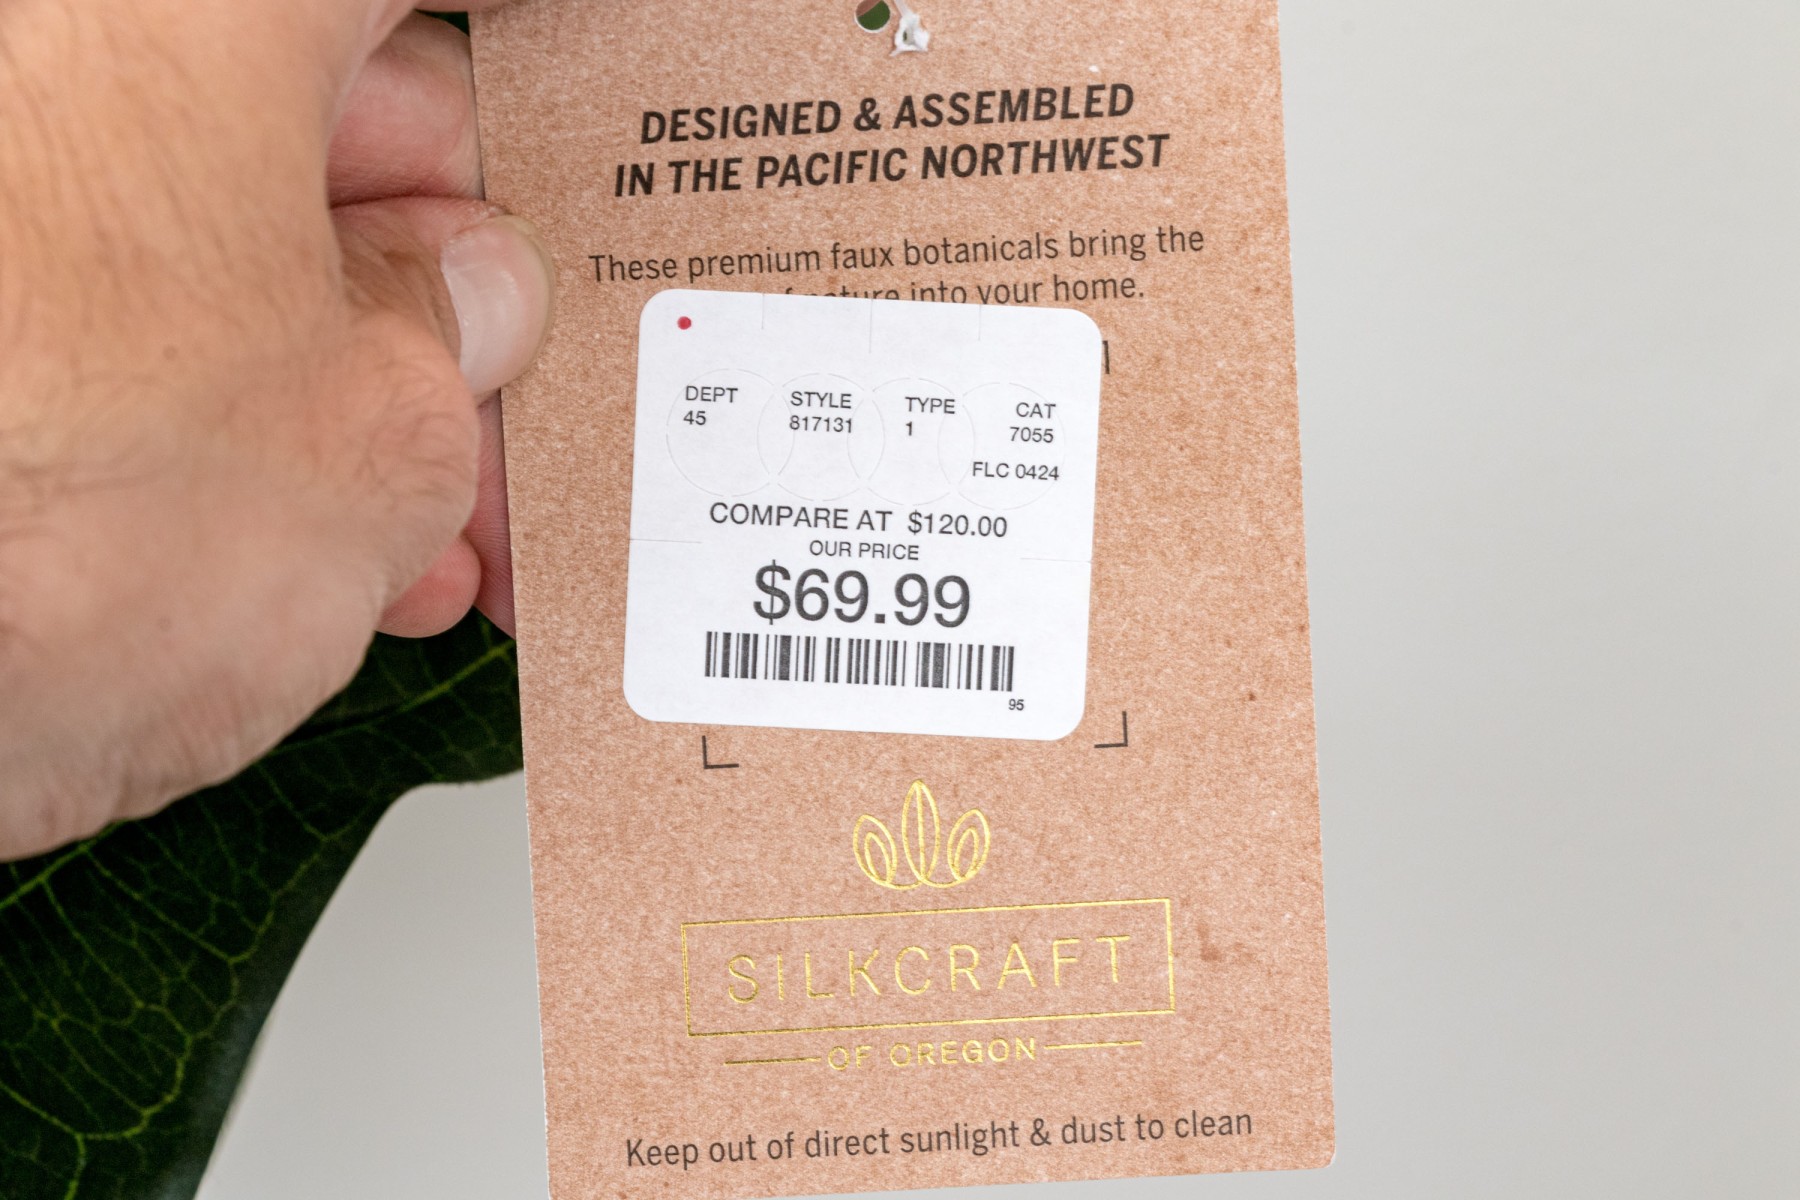 DESIGNED & ASSEMBLED
IN THE PACIFIC NORTHWEST
These premium faux botanicals bring the
into your home.
DEPT STYLE TYPE CAT
45 817131 1 7055
FLC 0424
COMPARE AT $120.00
OUR PRICE
$69.99
95
SILKCRAFT
OF OREGON
Keep out of direct sunlight & dust to clean